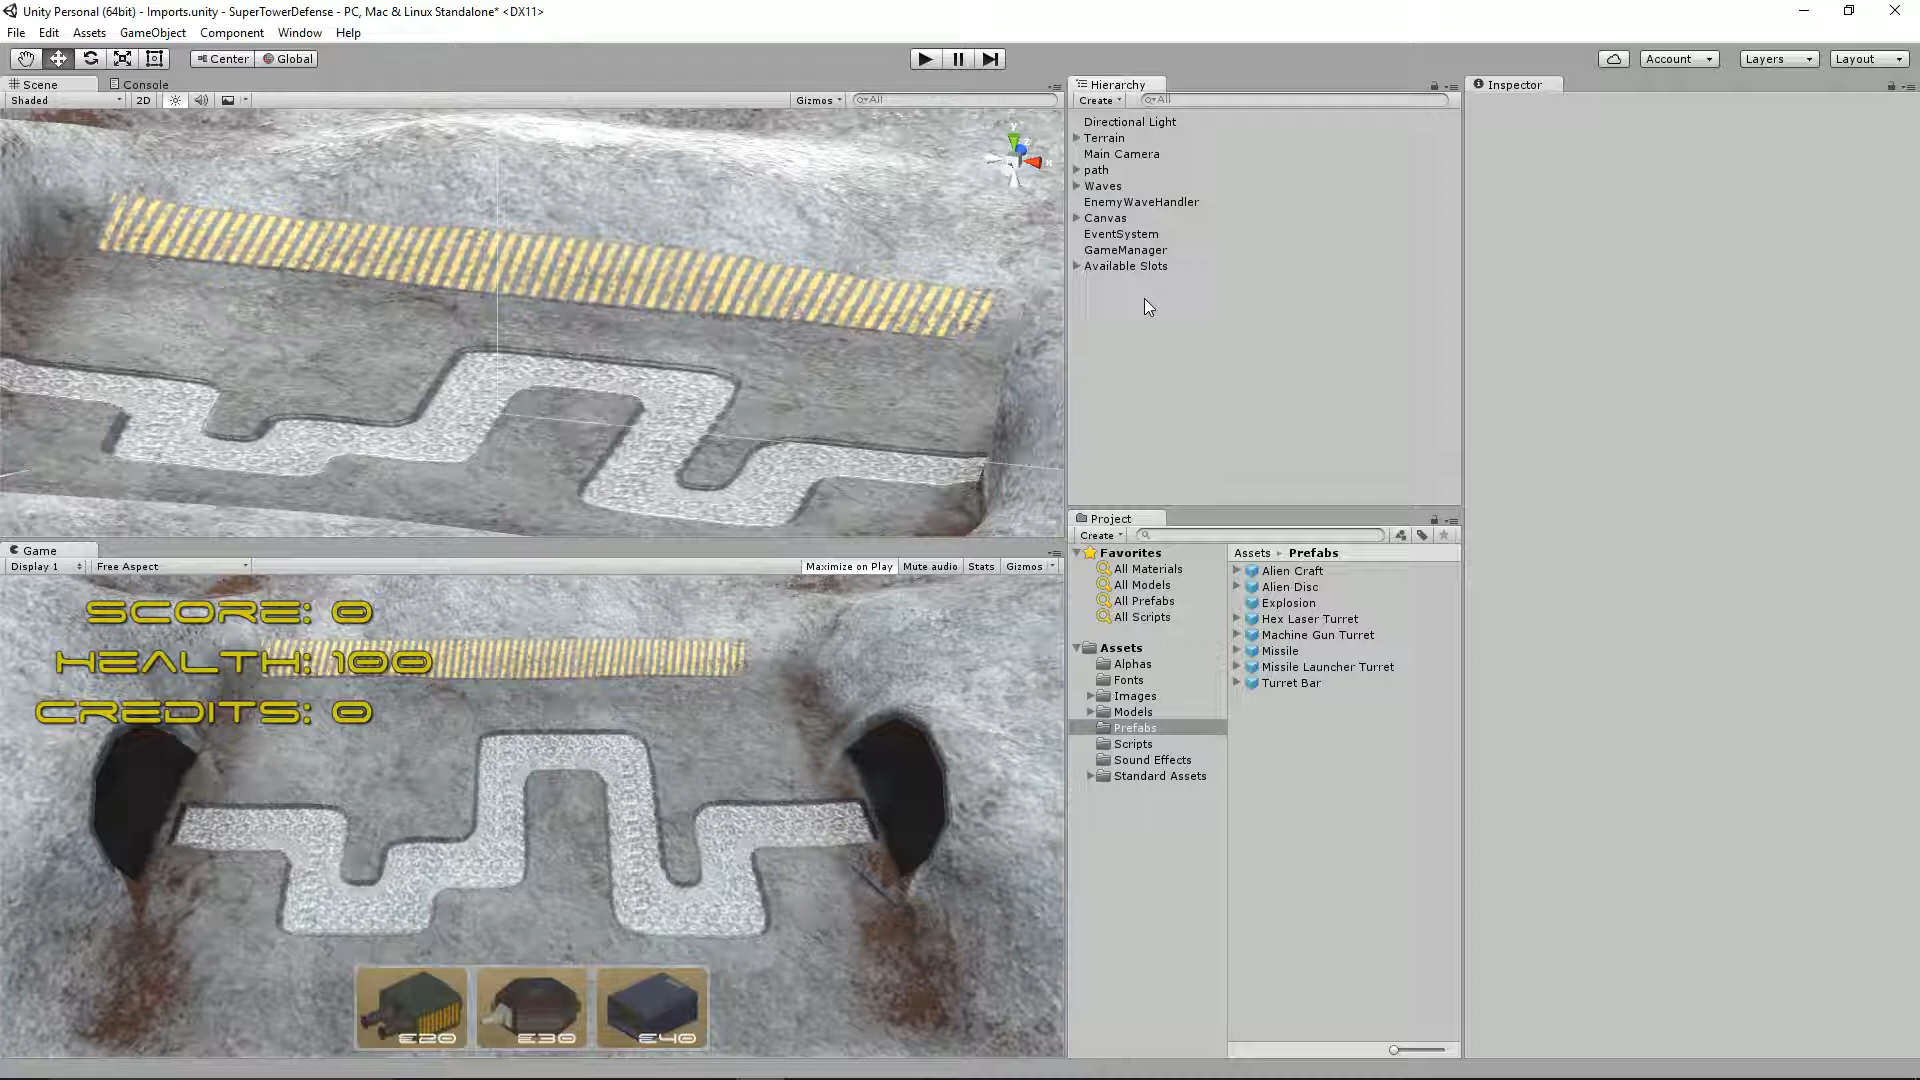 Unity Personal (64bit) - Imports.unity - SuperTowerDefense - PC, Mac & Linux Standalone* <DX11>
File Edit Assets GameObject Component Window Help
Center Global Account Layers Layout
Scene Console
Shaded 2D Gizmos All
y
x
Game
Display 1 Free Aspect Maximize on Play Mute audio Stats Gizmos
SCORE: 0
HEALTH: 100
CREDITS: 0
£20 £30 £40
Hierarchy
Create All
Directional Light
Terrain
Main Camera
path
Waves
EnemyWaveHandler
Canvas
EventSystem
GameManager
Available Slots
Project
Create
Favorites
All Materials
All Models
All Prefabs
All Scripts
Assets
Alphas
Fonts
Images
Models
Prefabs
Scripts
Sound Effects
Standard Assets
Assets Prefabs
Alien Craft
Alien Disc
Explosion
Hex Laser Turret
Machine Gun Turret
Missile
Missile Launcher Turret
Turret Bar
Inspector